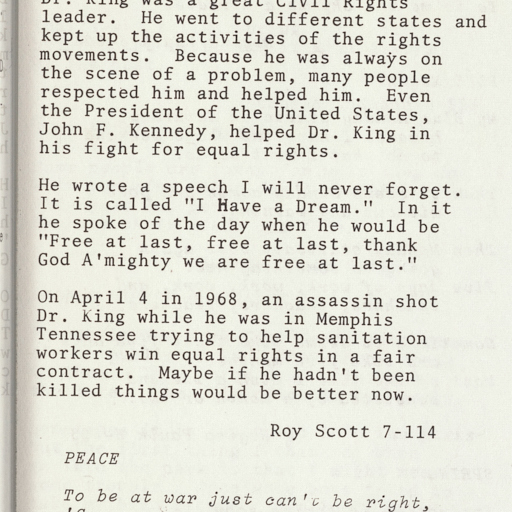 Dr. King was a great Civil Rights
leader. He went to different states and
kept up the activities of the rights
movements. Because he was always on
the scene of a problem, many people
respected him and helped him. Even
the President of the United States,
John F. Kennedy, helped Dr. King in
his fight for equal rights.
He wrote a speech I will never forget.
It is called "I Have a Dream." In it
he spoke of the day when he would be
"Free at last, free at last, thank
God A'mighty we are free at last."
On April 4 in 1968, an assassin shot
Dr. King while he was in Memphis
Tennessee trying to help sanitation
workers win equal rights in a fair
contract. Maybe if he hadn't been
killed things would be better now.
Roy Scott 7-114
PEACE
To be at war just can't be right,